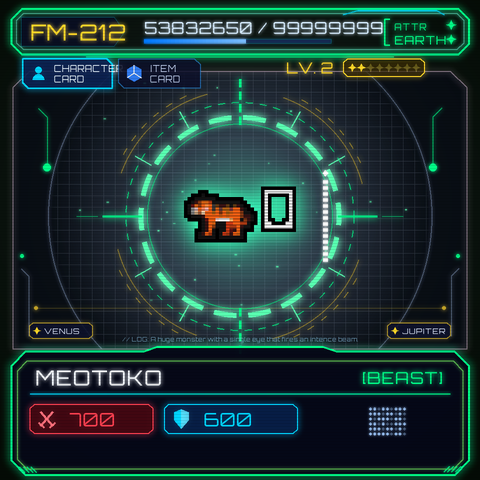 FM-212
53832650 / 99999999
ATTR
EARTH
CHARACTER
CARD
ITEM
CARD
LV.2
VENUS
JUPITER
// LOG: A huge monster with a single eye that fires an intence beam
MEOTOKO
[BEAST]
700
600